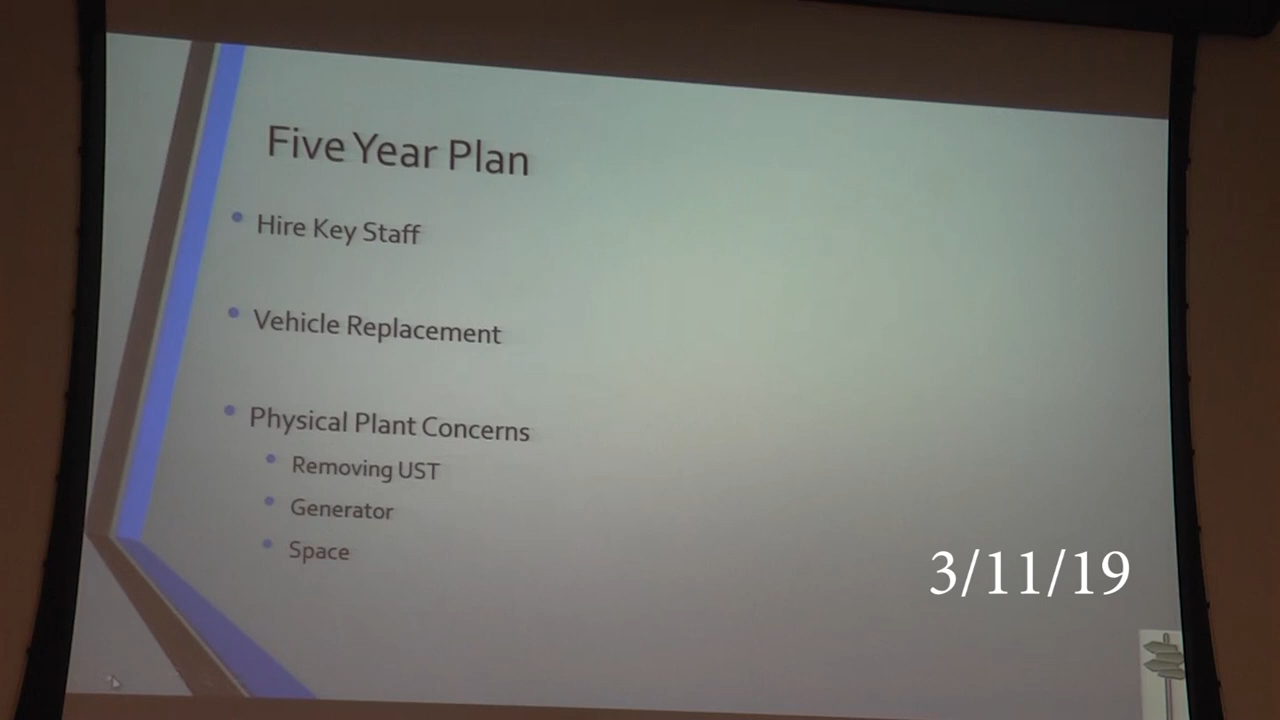 Five Year Plan
Hire Key Staff
Vehicle Replacement
Physical Plant Concerns
Removing UST
Generator
Space
3/11/19